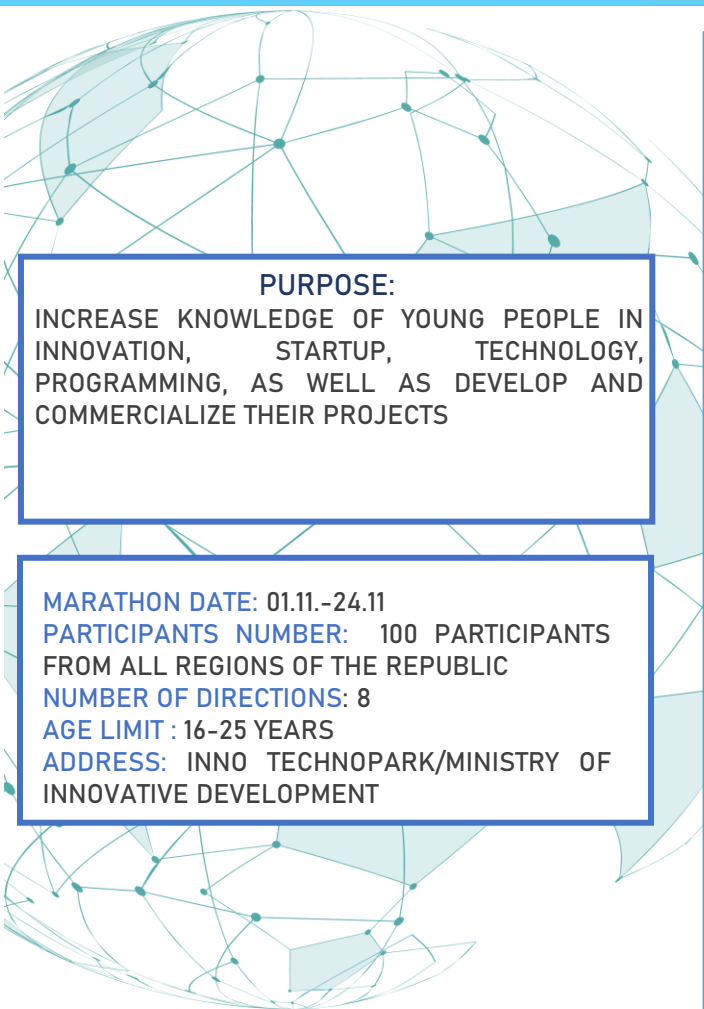 PURPOSE:
INCREASE KNOWLEDGE OF YOUNG PEOPLE IN
INNOVATION, STARTUP, TECHNOLOGY,
PROGRAMMING, AS WELL AS DEVELOP AND
COMMERCIALIZE THEIR PROJECTS
MARATHON DATE: 01.11.-24.11
PARTICIPANTS NUMBER: 100 PARTICIPANTS
FROM ALL REGIONS OF THE REPUBLIC
NUMBER OF DIRECTIONS: 8
AGE LIMIT : 16-25 YEARS
ADDRESS: INNO TECHNOPARK/MINISTRY OF
INNOVATIVE DEVELOPMENT